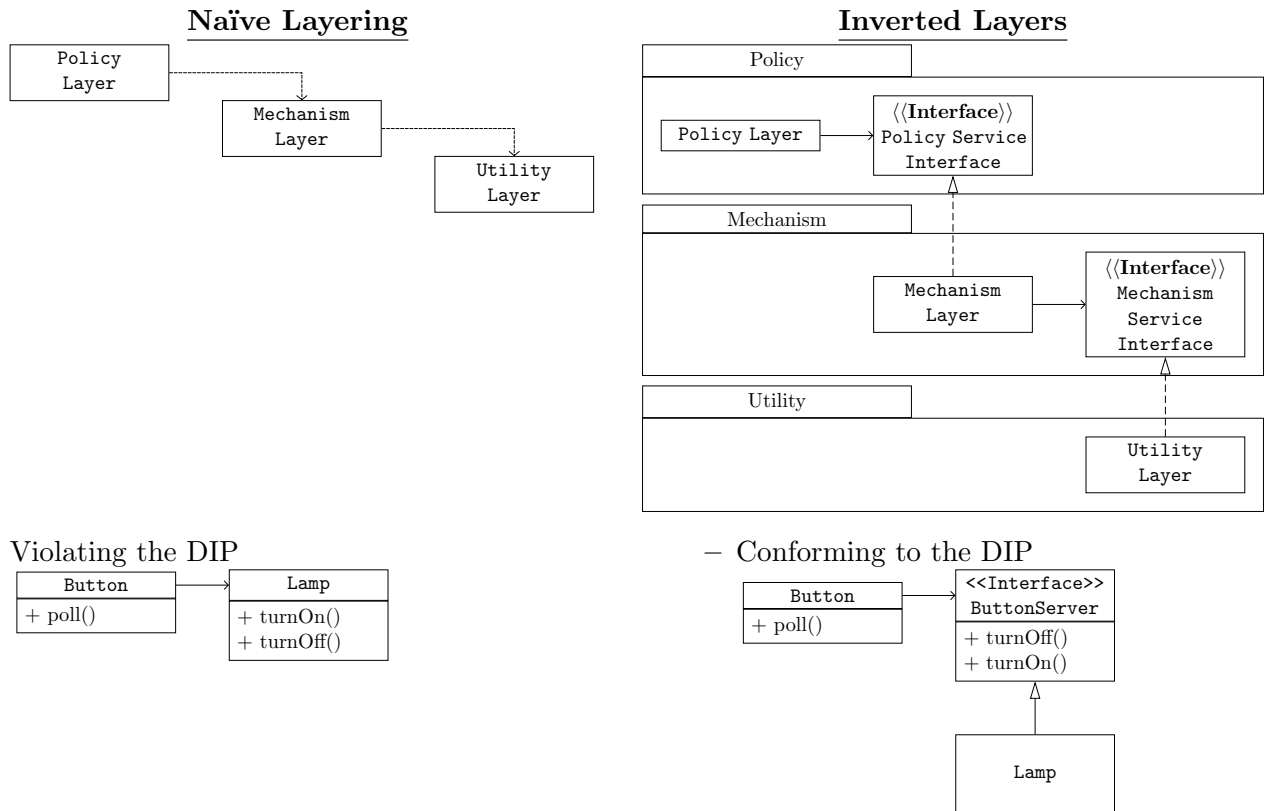 Naïve Layering
Policy
Layer
Mechanism
Layer
Utility
Layer
Inverted Layers
Policy
Policy Layer
⟨⟨Interface⟩⟩
Policy Service
Interface
Mechanism
Mechanism
Layer
⟨⟨Interface⟩⟩
Mechanism
Service
Interface
Utility
Utility
Layer
Violating the DIP
Button
+ poll()
Lamp
+ turnOn()
+ turnOff()
– Conforming to the DIP
Button
+ poll()
<<Interface>>
ButtonServer
+ turnOff()
+ turnOn()
Lamp